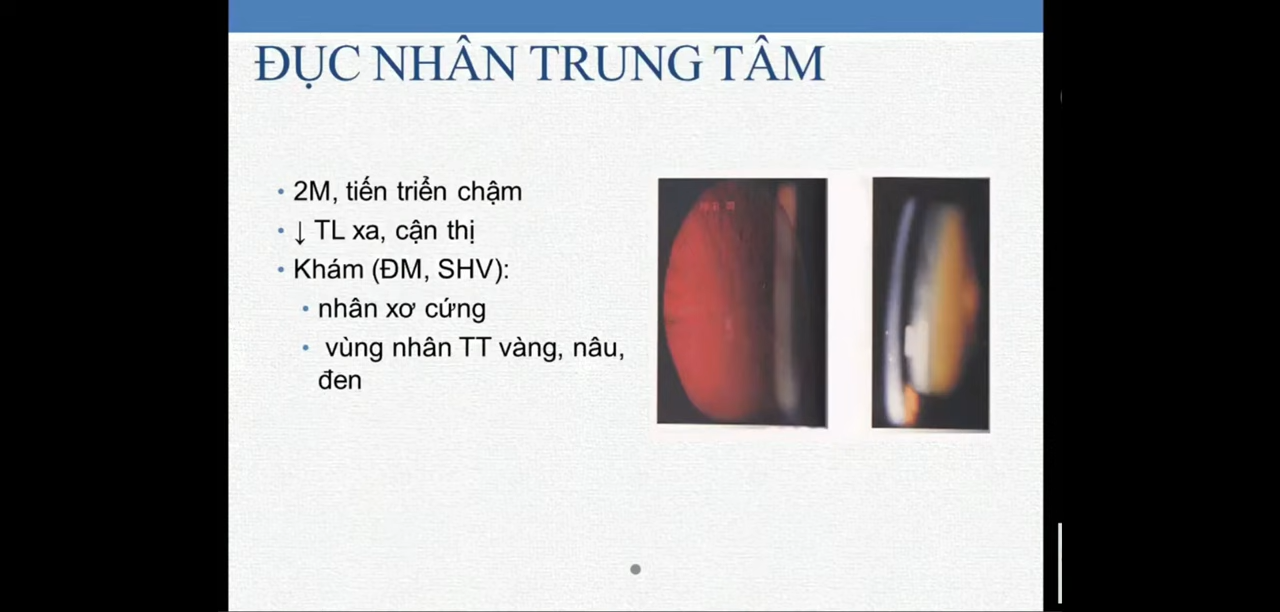 ĐỤC NHÂN TRUNG TÂM
• 2M, tiến triển chậm
• ↓ TL xa, cận thị
• Khám (ĐM, SHV):
• nhân xơ cứng
• vùng nhân TT vàng, nâu,
đen